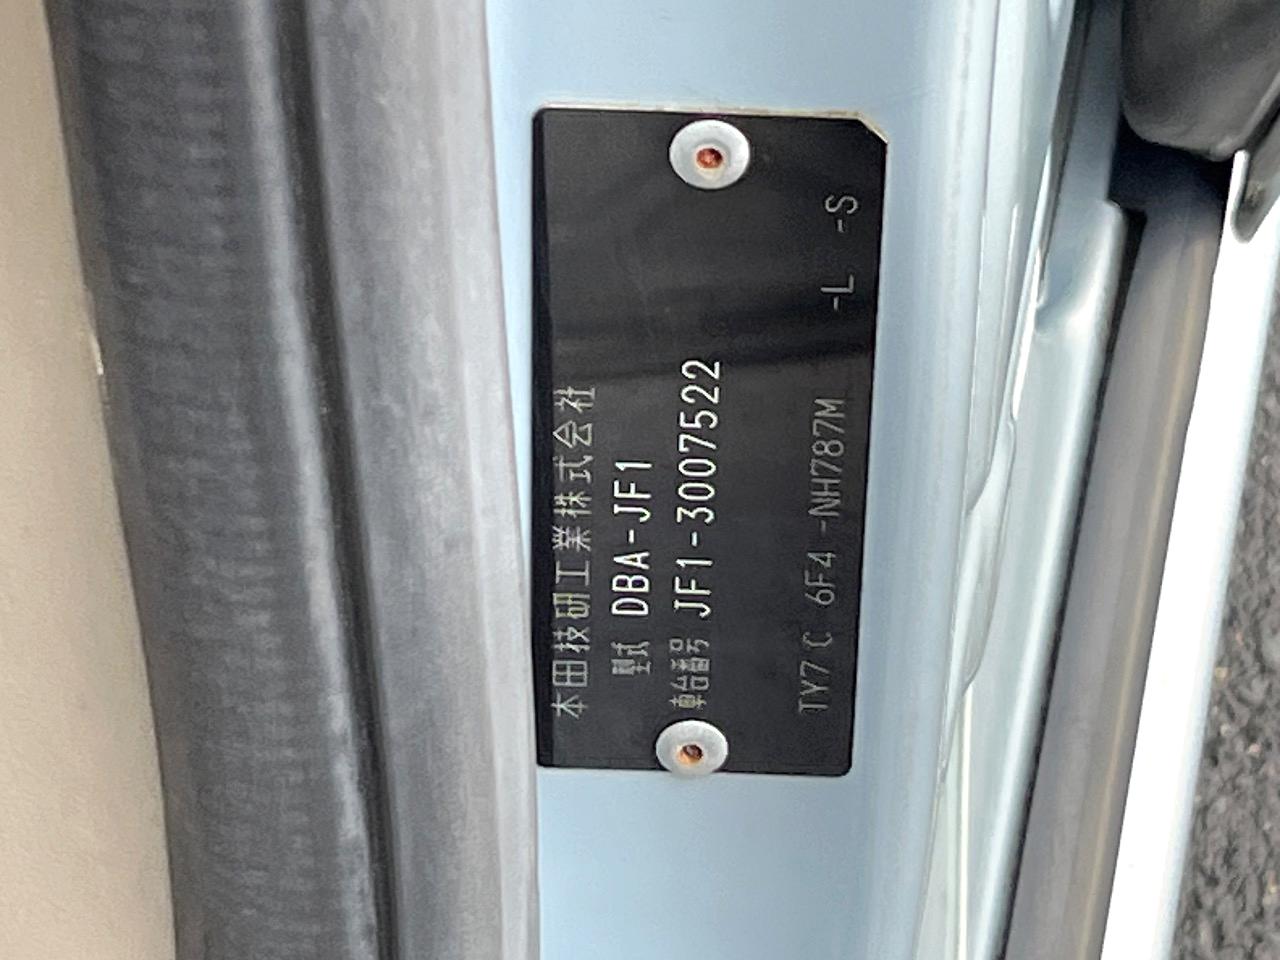 本田技研工業株式会社
型式 DBA-JF1
車台番号 JF1-3007522
-L -S
TY7 C 6F4 -NH787M